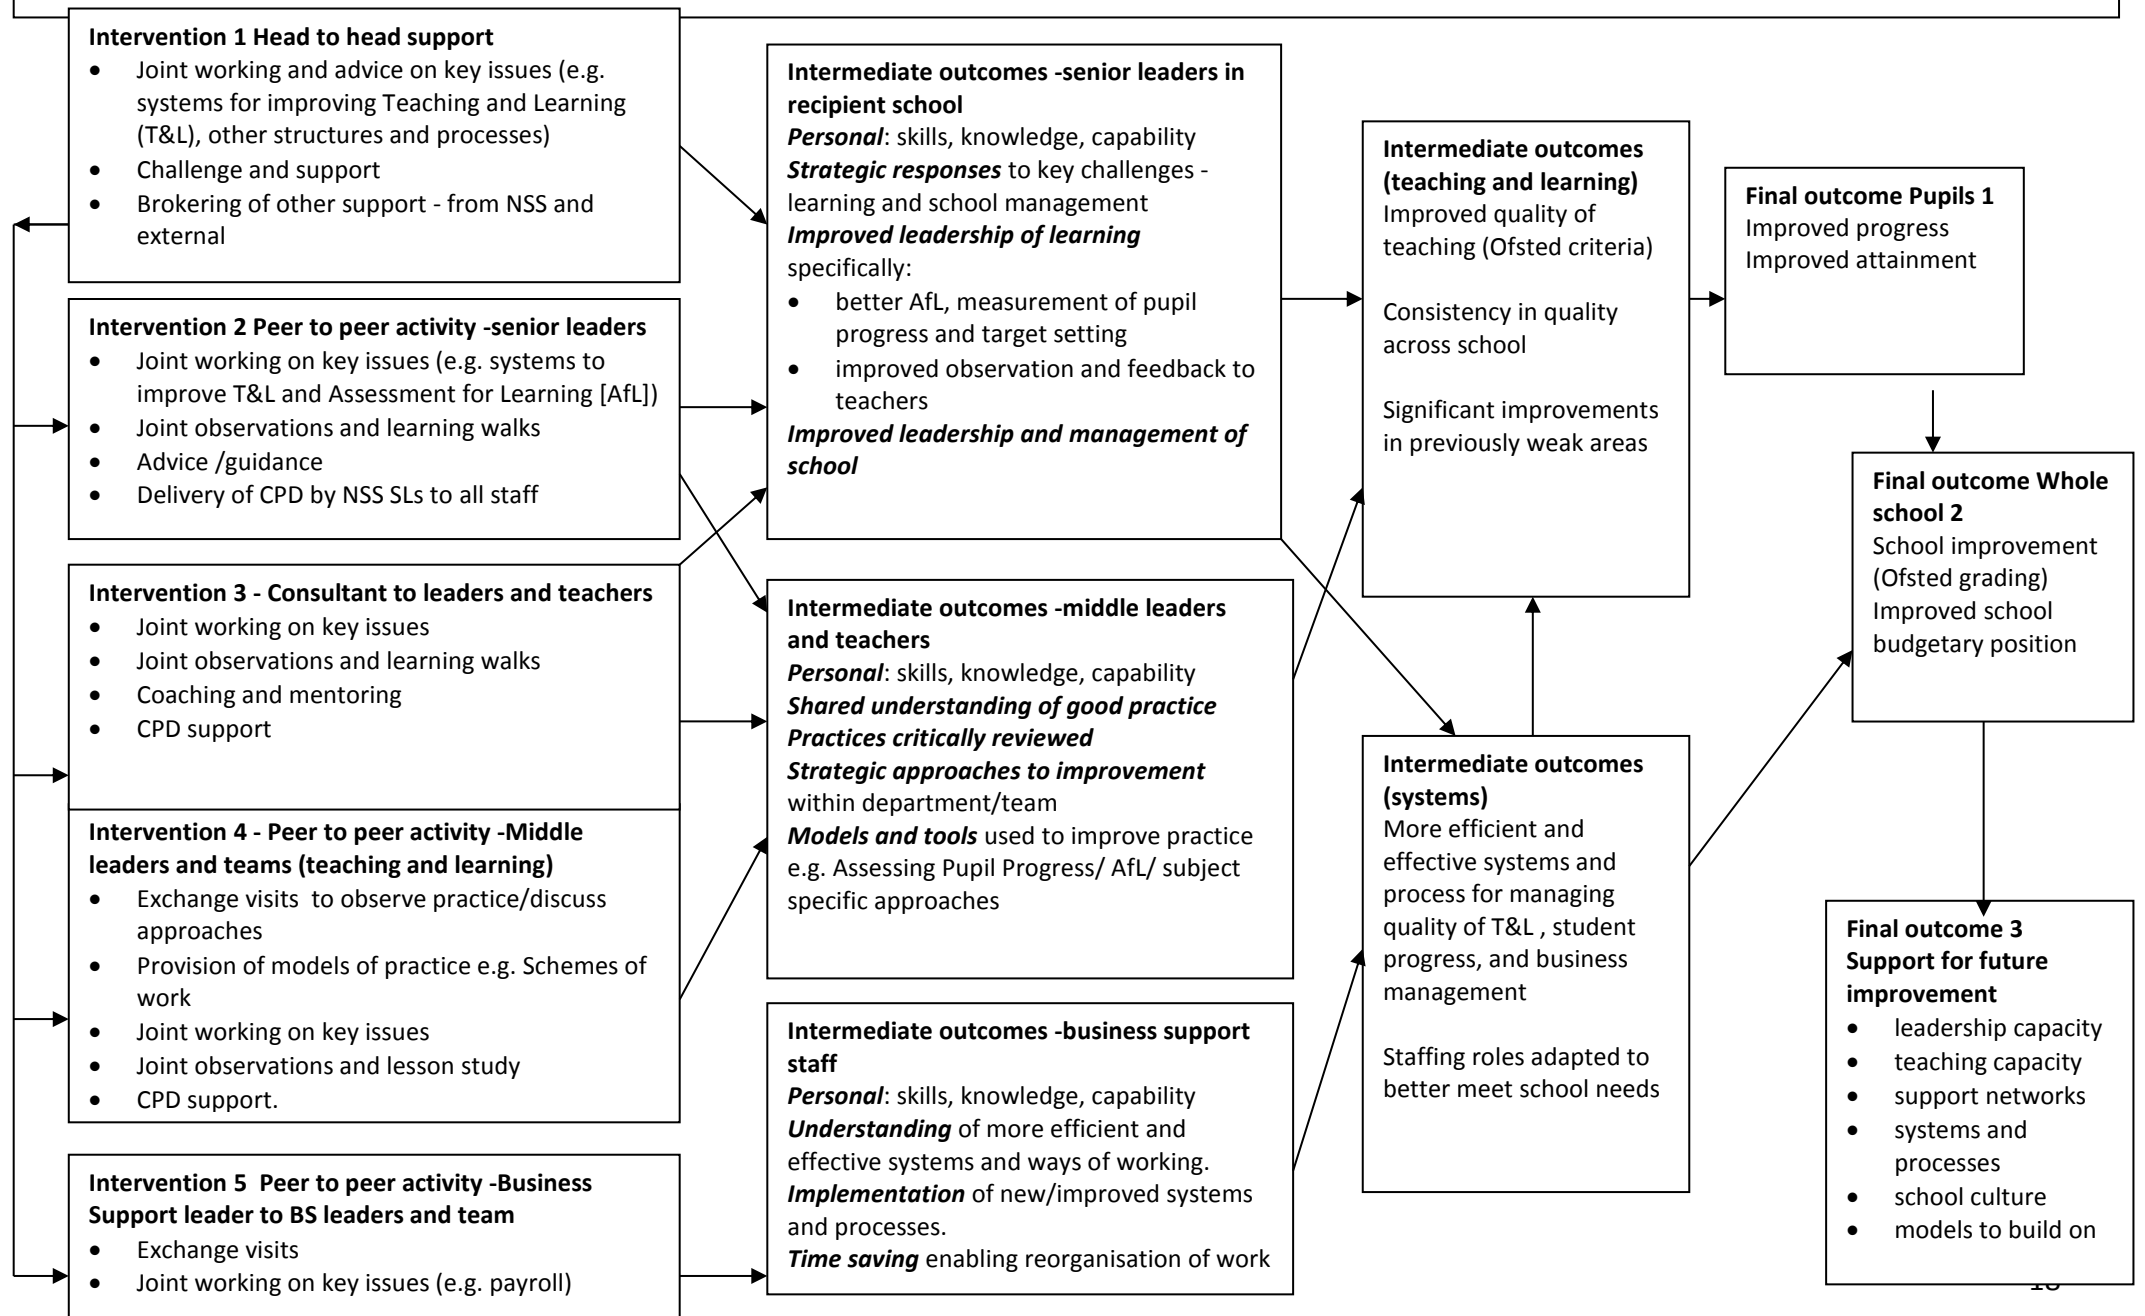 Intervention 1 Head to head support
• Joint working and advice on key issues (e.g.
systems for improving Teaching and Learning
(T&L), other structures and processes)
• Challenge and support
• Brokering of other support - from NSS and
external
Intervention 2 Peer to peer activity -senior leaders
• Joint working on key issues (e.g. systems to
improve T&L and Assessment for Learning [AfL])
• Joint observations and learning walks
• Advice /guidance
• Delivery of CPD by NSS SLs to all staff
Intervention 3 - Consultant to leaders and teachers
• Joint working on key issues
• Joint observations and learning walks
• Coaching and mentoring
• CPD support
Intervention 4 - Peer to peer activity -Middle
leaders and teams (teaching and learning)
• Exchange visits to observe practice/discuss
approaches
• Provision of models of practice e.g. Schemes of
work
• Joint working on key issues
• Joint observations and lesson study
• CPD support.
Intervention 5 Peer to peer activity -Business
Support leader to BS leaders and team
• Exchange visits
• Joint working on key issues (e.g. payroll)
Intermediate outcomes -senior leaders in
recipient school
Personal: skills, knowledge, capability
Strategic responses to key challenges -
learning and school management
Improved leadership of learning
specifically:
• better AfL, measurement of pupil
progress and target setting
• improved observation and feedback to
teachers
Improved leadership and management of
school
Intermediate outcomes -middle leaders
and teachers
Personal: skills, knowledge, capability
Shared understanding of good practice
Practices critically reviewed
Strategic approaches to improvement
within department/team
Models and tools used to improve practice
e.g. Assessing Pupil Progress/ AfL/ subject
specific approaches
Intermediate outcomes -business support
staff
Personal: skills, knowledge, capability
Understanding of more efficient and
effective systems and ways of working.
Implementation of new/improved systems
and processes.
Time saving enabling reorganisation of work
Intermediate outcomes
(teaching and learning)
Improved quality of
teaching (Ofsted criteria)
Consistency in quality
across school
Significant improvements
in previously weak areas
Intermediate outcomes
(systems)
More efficient and
effective systems and
process for managing
quality of T&L , student
progress, and business
management
Staffing roles adapted to
better meet school needs
Final outcome Pupils 1
Improved progress
Improved attainment
Final outcome Whole
school 2
School improvement
(Ofsted grading)
Improved school
budgetary position
Final outcome 3
Support for future
improvement
• leadership capacity
• teaching capacity
• support networks
• systems and
processes
• school culture
• models to build on